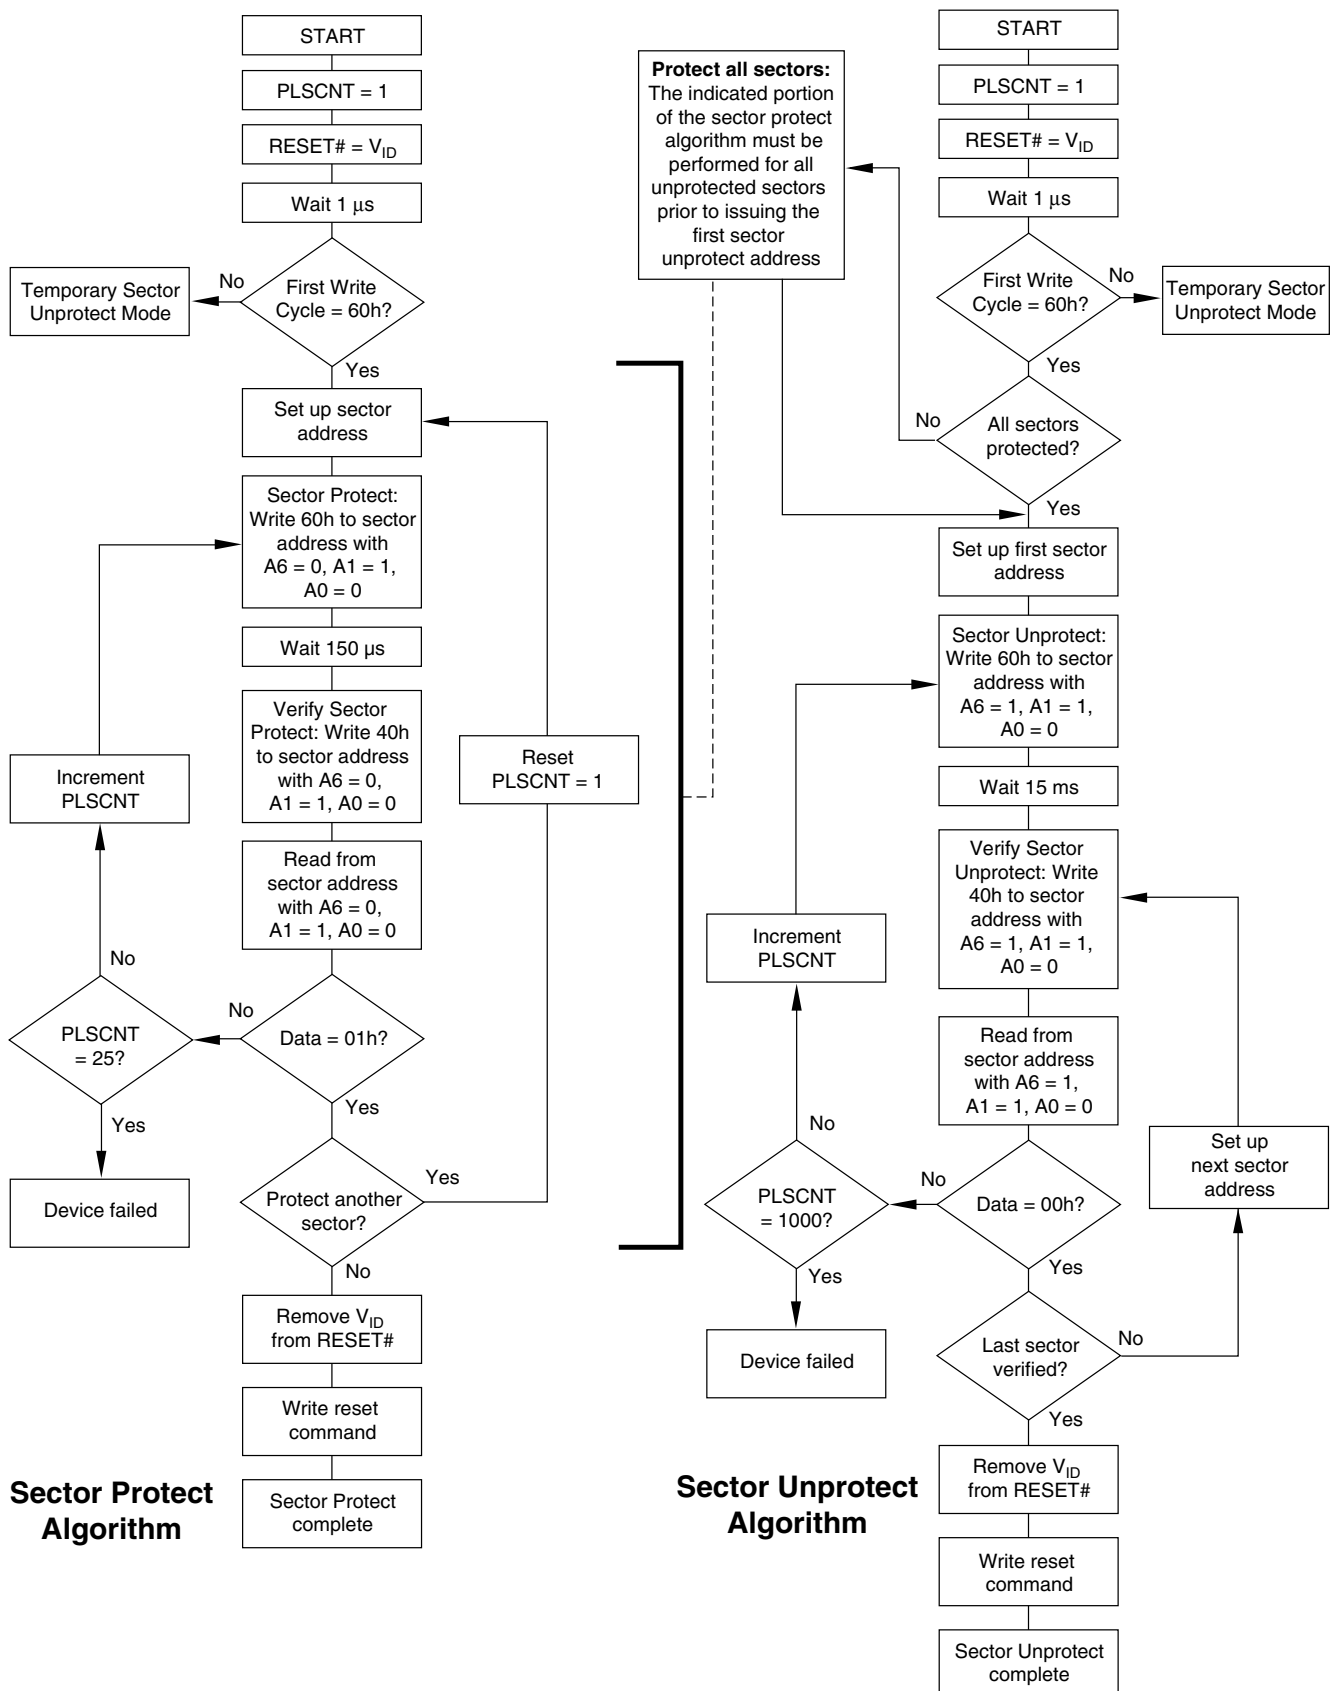 START
PLSCNT = 1
RESET# = VID
Wait 1 μs
First Write
Cycle = 60h?
No
Temporary Sector
Unprotect Mode
Yes
Set up sector
address
Sector Protect:
Write 60h to sector
address with
A6 = 0, A1 = 1,
A0 = 0
Wait 150 µs
Verify Sector
Protect: Write 40h
to sector address
with A6 = 0,
A1 = 1, A0 = 0
Reset
PLSCNT = 1
Increment
PLSCNT
Read from
sector address
with A6 = 0,
A1 = 1, A0 = 0
No
No
PLSCNT
= 25?
Data = 01h?
Yes
Yes
Device failed
Protect another
sector?
Yes
No
Remove VID
from RESET#
Write reset
command
Sector Protect
complete
Sector Protect
Algorithm
Protect all sectors:
The indicated portion
of the sector protect
algorithm must be
performed for all
unprotected sectors
prior to issuing the
first sector
unprotect address
START
PLSCNT = 1
RESET# = VID
Wait 1 μs
First Write
Cycle = 60h?
No
Temporary Sector
Unprotect Mode
Yes
No
All sectors
protected?
Yes
Set up first sector
address
Sector Unprotect:
Write 60h to sector
address with
A6 = 1, A1 = 1,
A0 = 0
Wait 15 ms
Verify Sector
Unprotect: Write
40h to sector
address with
A6 = 1, A1 = 1,
A0 = 0
Increment
PLSCNT
Read from
sector address
with A6 = 1,
A1 = 1, A0 = 0
No
No
PLSCNT
= 1000?
Data = 00h?
Set up
next sector
address
Yes
Yes
Device failed
Last sector
verified?
No
Yes
Remove VID
from RESET#
Write reset
command
Sector Unprotect
complete
Sector Unprotect
Algorithm